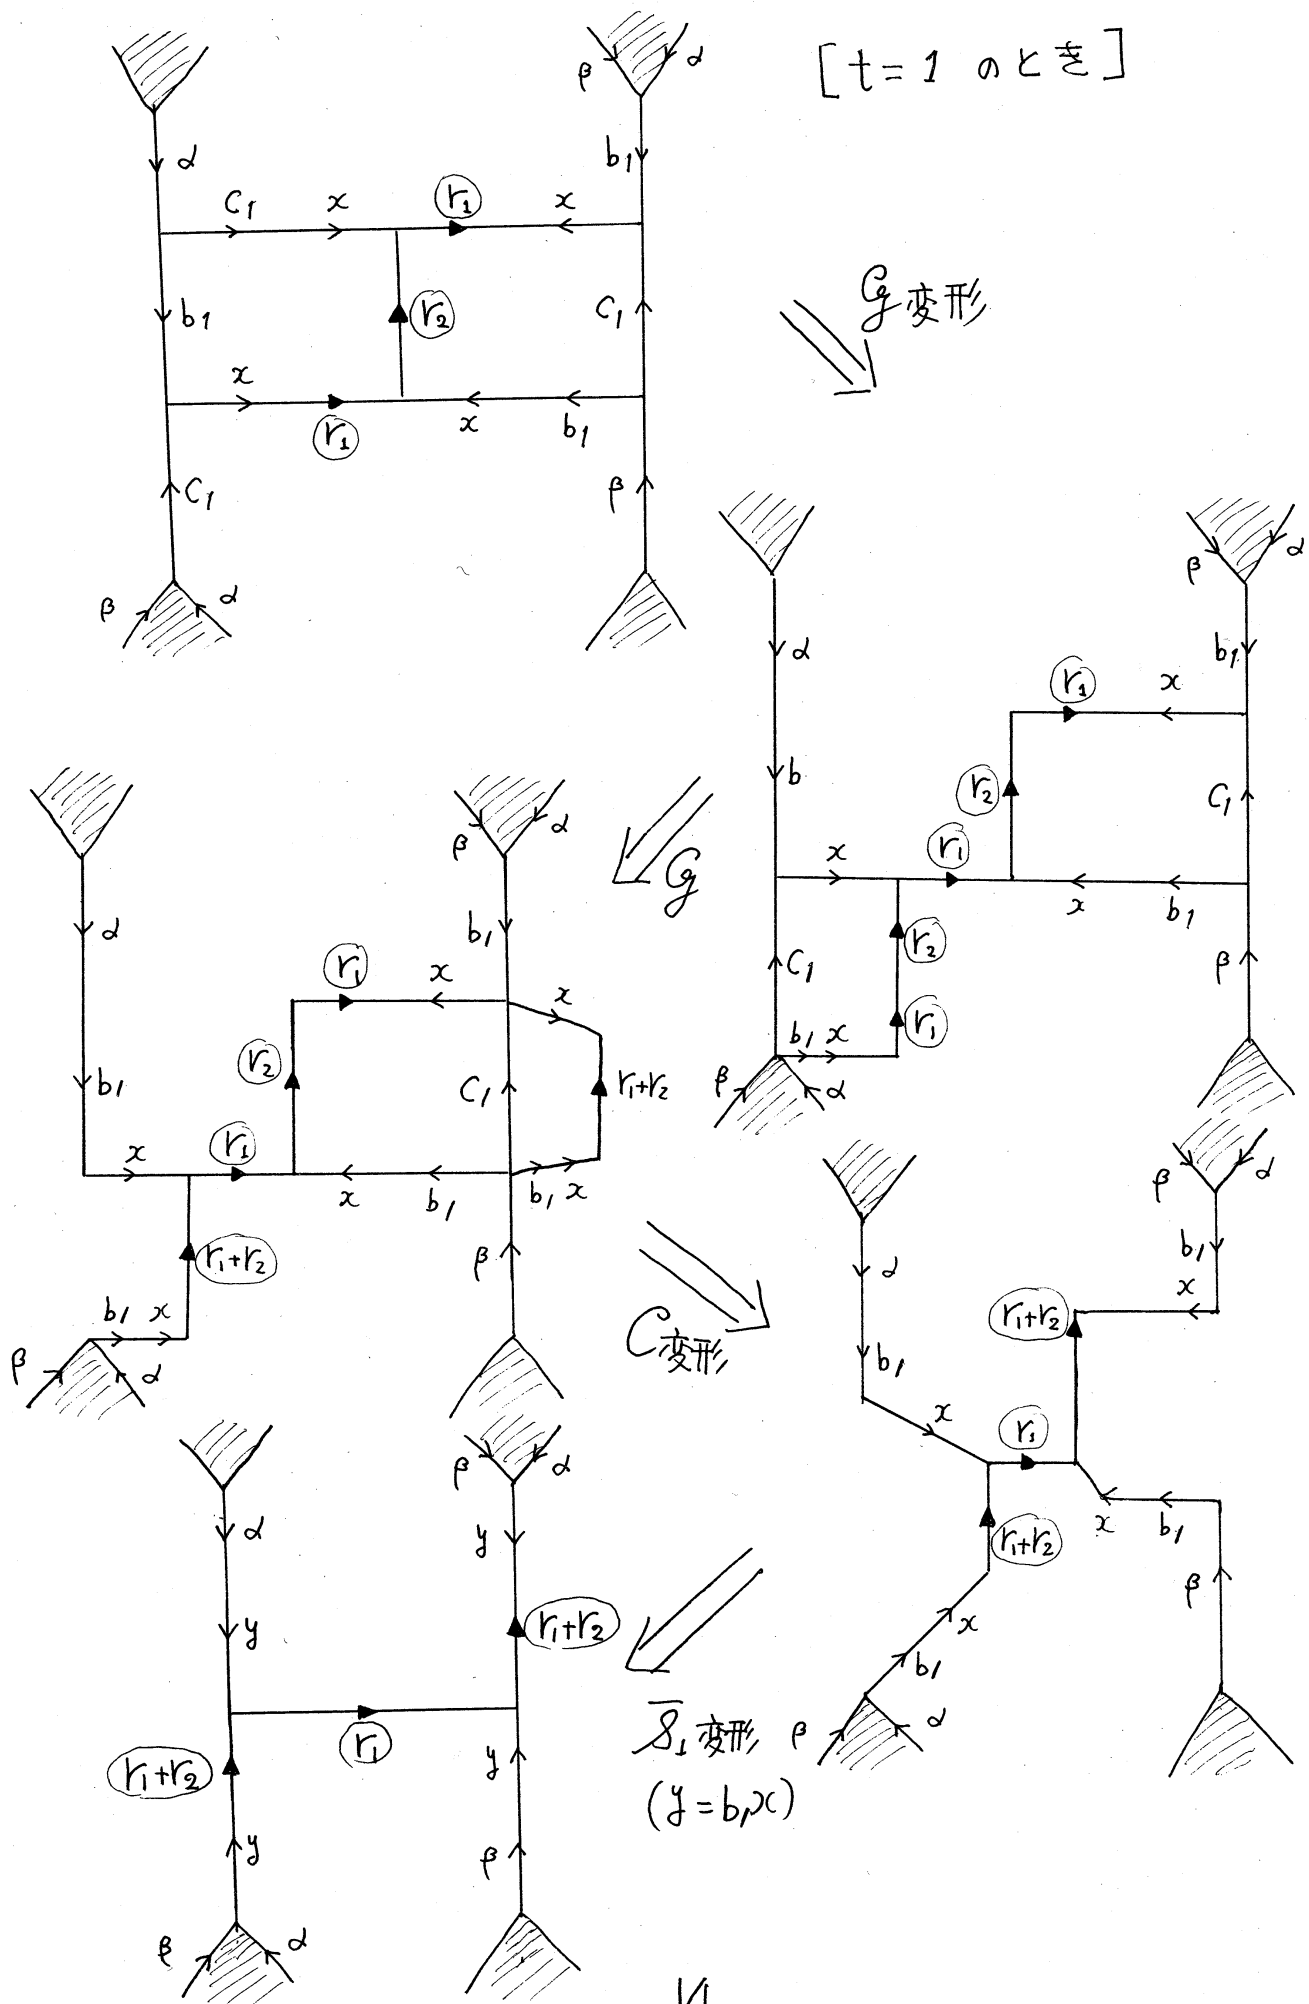 [t=1 のとき]
β α
α b₁
C₁ x r₁ x
b₁ r₂ C₁
x r₁ x b₁
C₁ β
β α
G変形
β α
α b₁
r₁ x
b r₂ C₁
x r₁ x b₁
C₁ r₂ β
b₁ x r₁
β α
G
β α
α b₁
r₁ x x
b₁ r₂ C₁ r₁+r₂
x r₁ x b₁ b₁ x
r₁+r₂ β
b₁ x
β α
C変形
β α
α b₁
r₁+r₂ x
b₁
x r₁
x b₁
r₁+r₂ β
x
b₁
β α
S̄₁変形
(y=b₁x)
β α
α y
y r₁+r₂
r₁
r₁+r₂ y
y β
β α